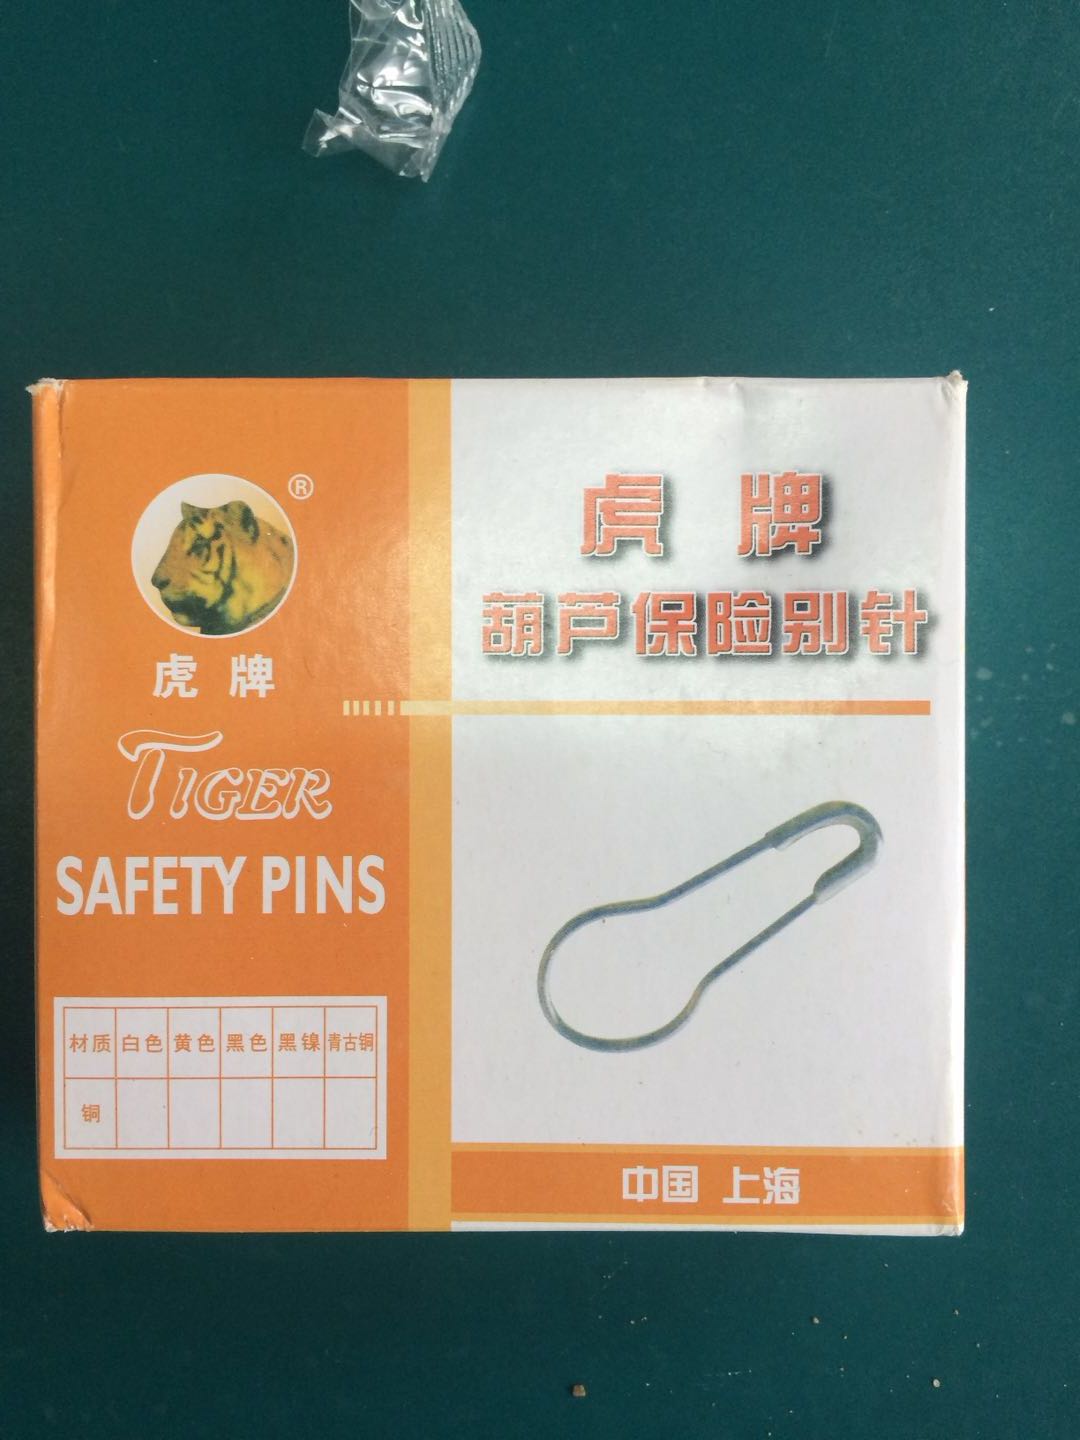 ®
虎牌
TIGER
SAFETY PINS
材质 白色 黄色 黑色 黑镍 青古铜
铜
虎牌
葫芦保险别针
中国 上海